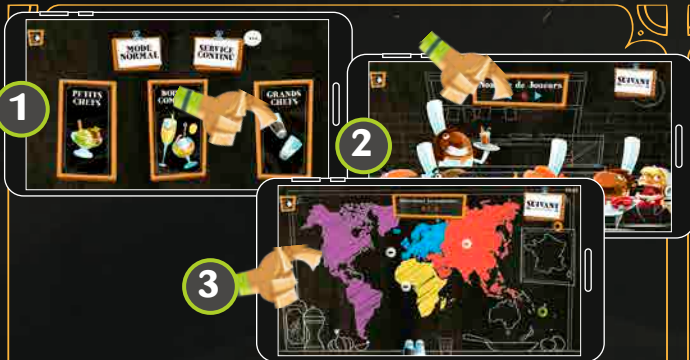 MODE
NORMAL
SERVICE
CONTINU
1
PETITS
CHEFS
GRANDS
CHEFS
2
de Joueurs
SUIVANT
3
SUIVANT